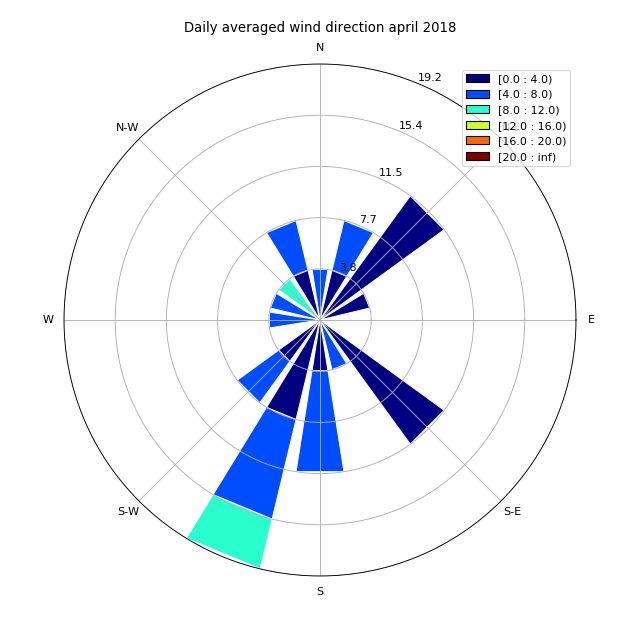 Daily averaged wind direction april 2018
N
19.2
[0.0 : 4.0)
[4.0 : 8.0)
[8.0 : 12.0)
[12.0 : 16.0)
[16.0 : 20.0)
[20.0 : inf)
N-W
15.4
11.5
7.7
3.8
W
E
S-W
S-E
S